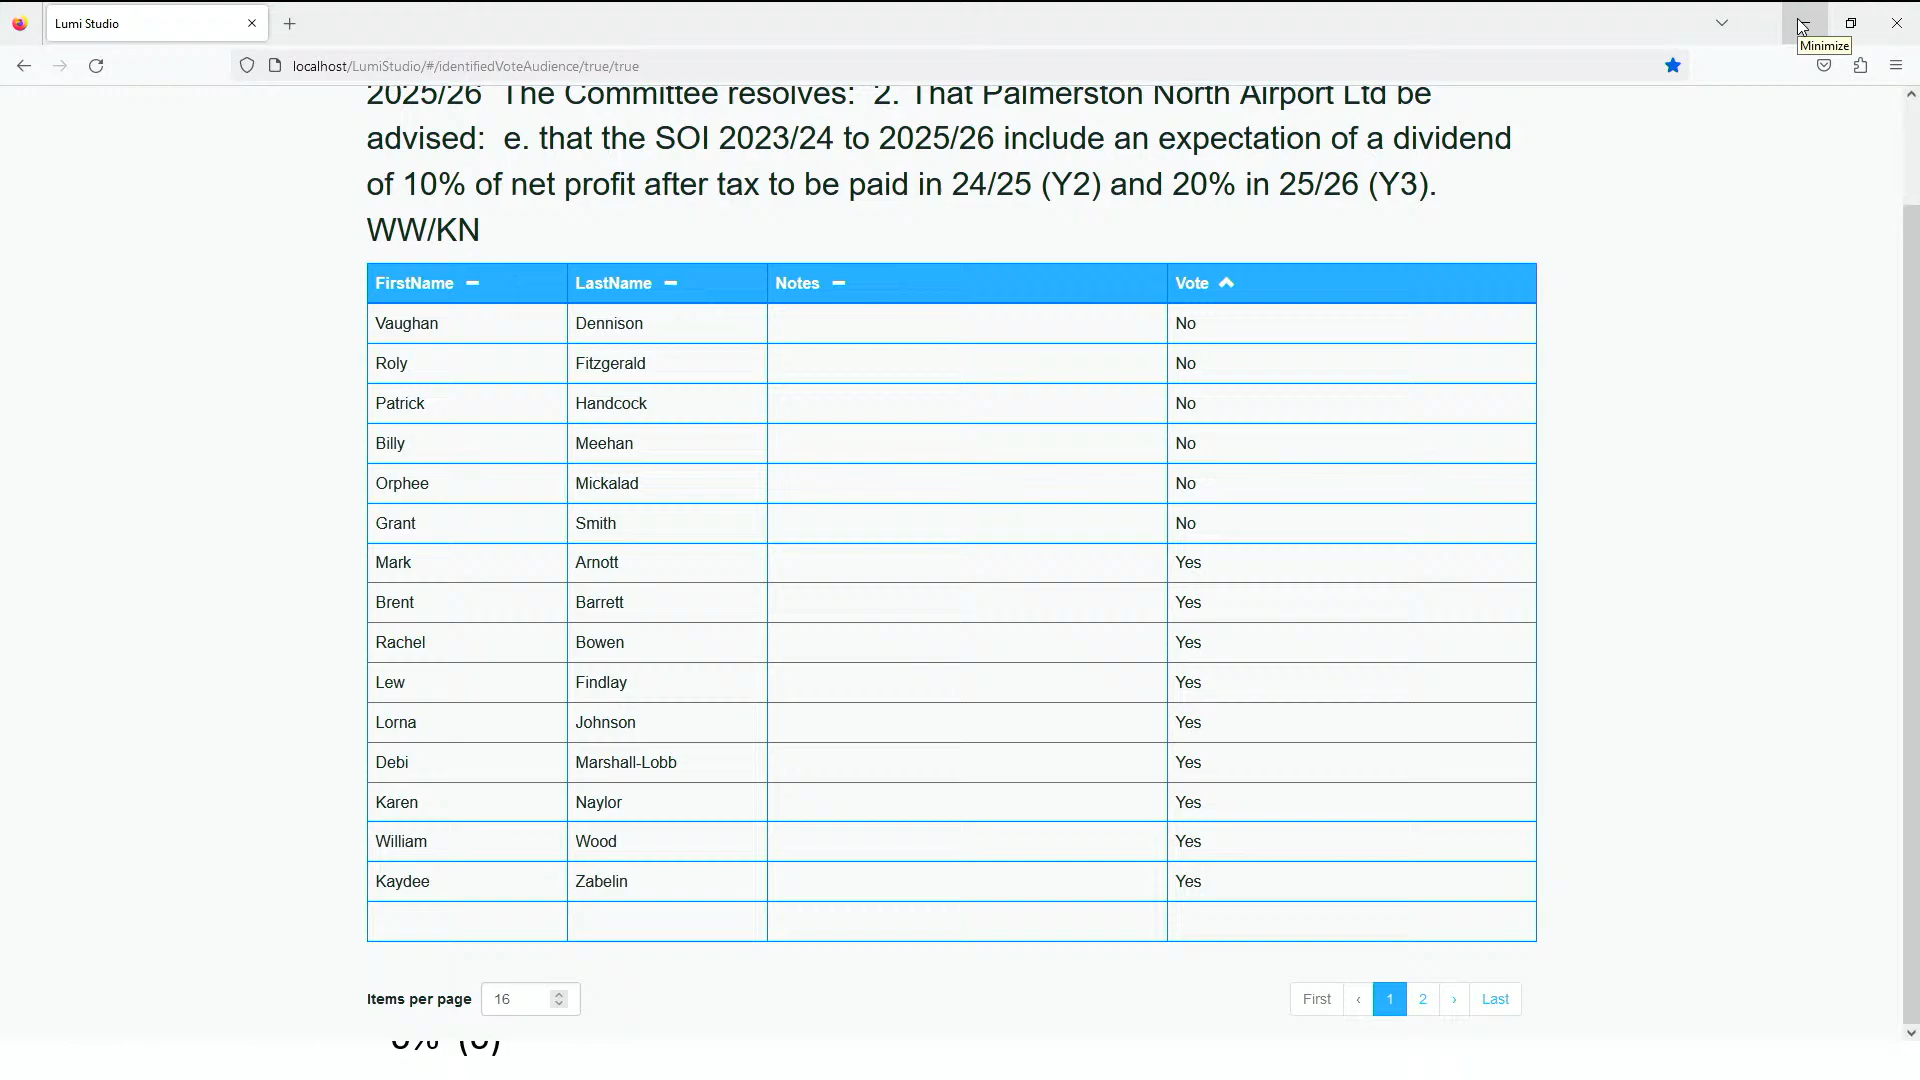 Lumi Studio
Minimize
localhost/LumiStudio/#/identifiedVoteAudience/true/true
2025/26  The Committee resolves:  2. That Palmerston North Airport Ltd be
advised:  e. that the SOI 2023/24 to 2025/26 include an expectation of a dividend
of 10% of net profit after tax to be paid in 24/25 (Y2) and 20% in 25/26 (Y3).
WW/KN
FirstName LastName Notes Vote
Vaughan Dennison No
Roly Fitzgerald No
Patrick Handcock No
Billy Meehan No
Orphee Mickalad No
Grant Smith No
Mark Arnott Yes
Brent Barrett Yes
Rachel Bowen Yes
Lew Findlay Yes
Lorna Johnson Yes
Debi Marshall-Lobb Yes
Karen Naylor Yes
William Wood Yes
Kaydee Zabelin Yes
Items per page 16 First ‹ 1 2 › Last